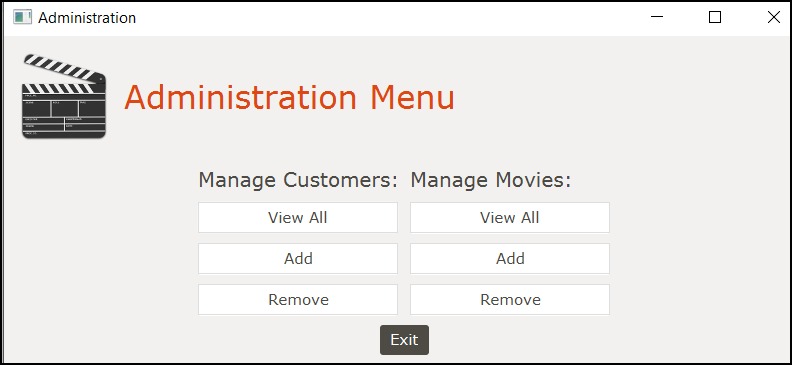 Administration
Administration Menu
Manage Customers: Manage Movies:
View All View All
Add Add
Remove Remove
Exit